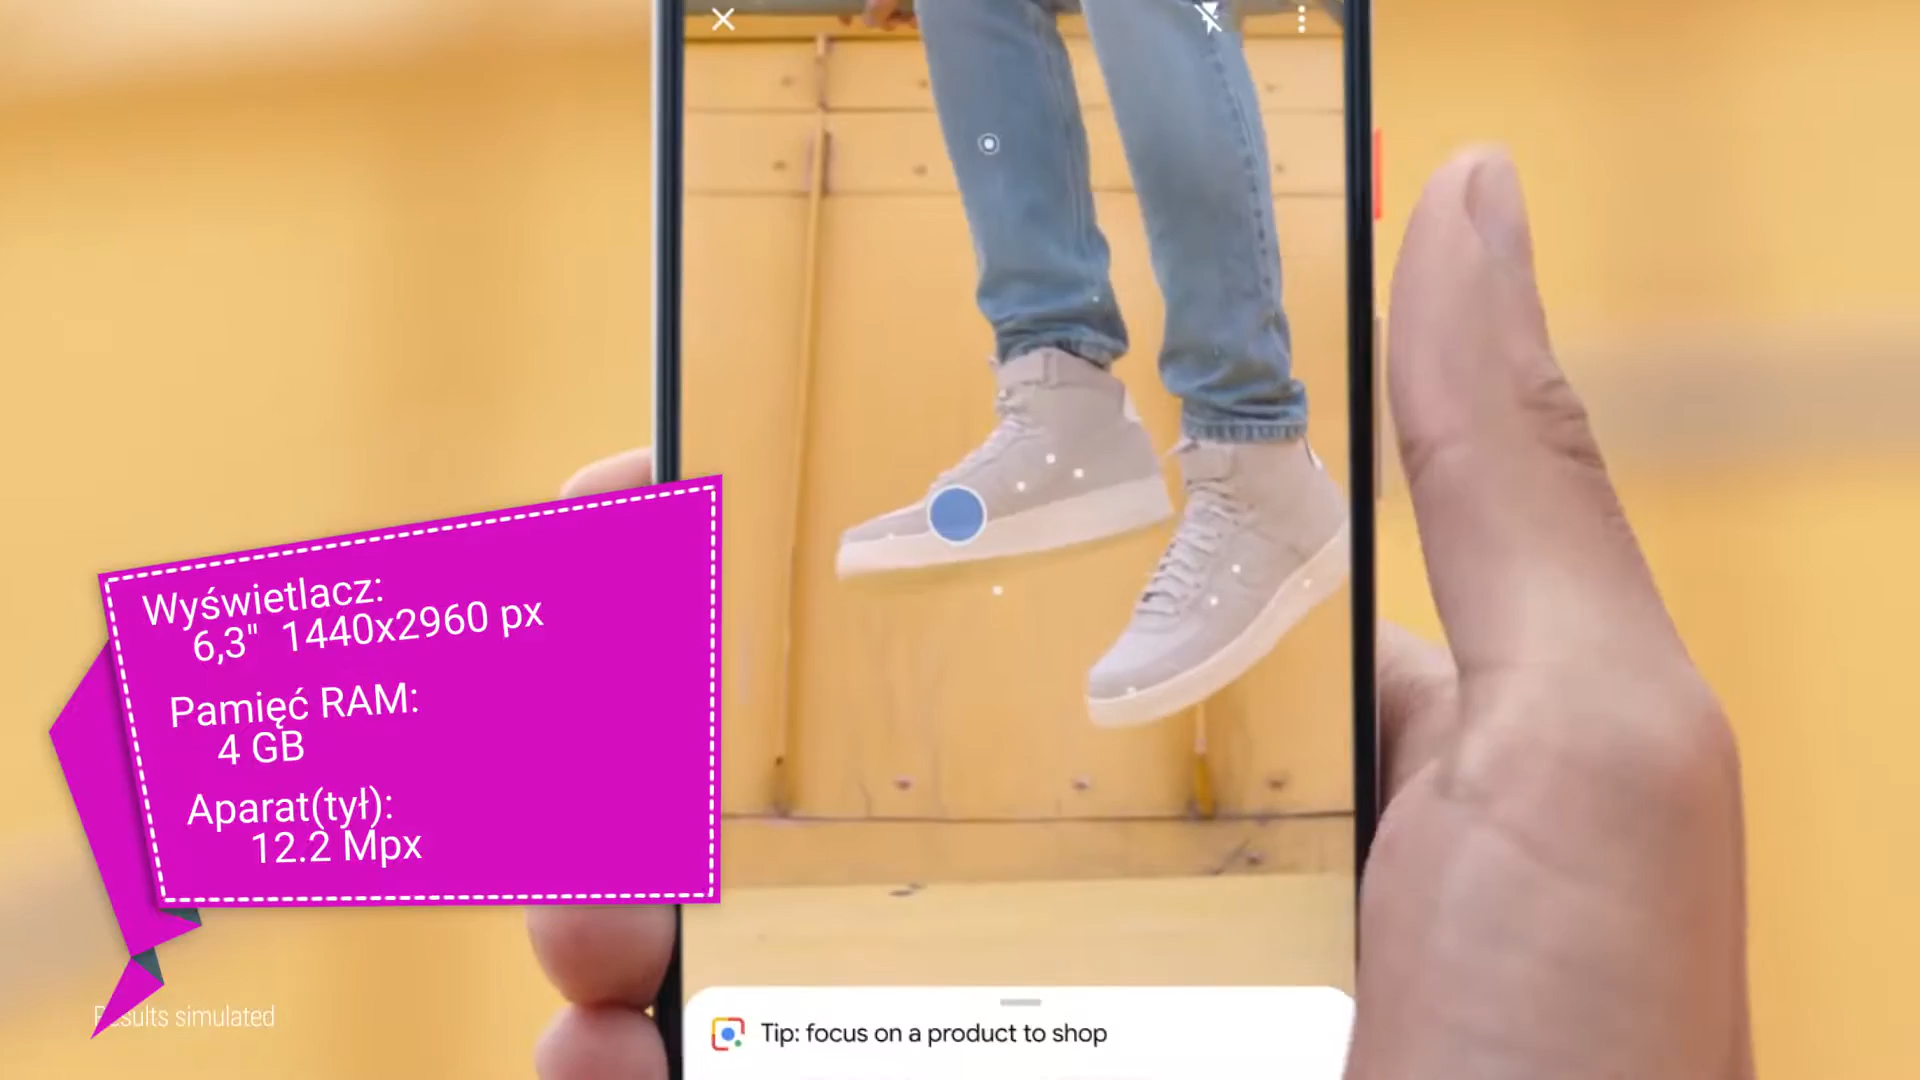 Wyświetlacz:
6,3" 1440x2960 px
Pamięć RAM:
4 GB
Aparat(tył):
12.2 Mpx
Results simulated
Tip: focus on a product to shop